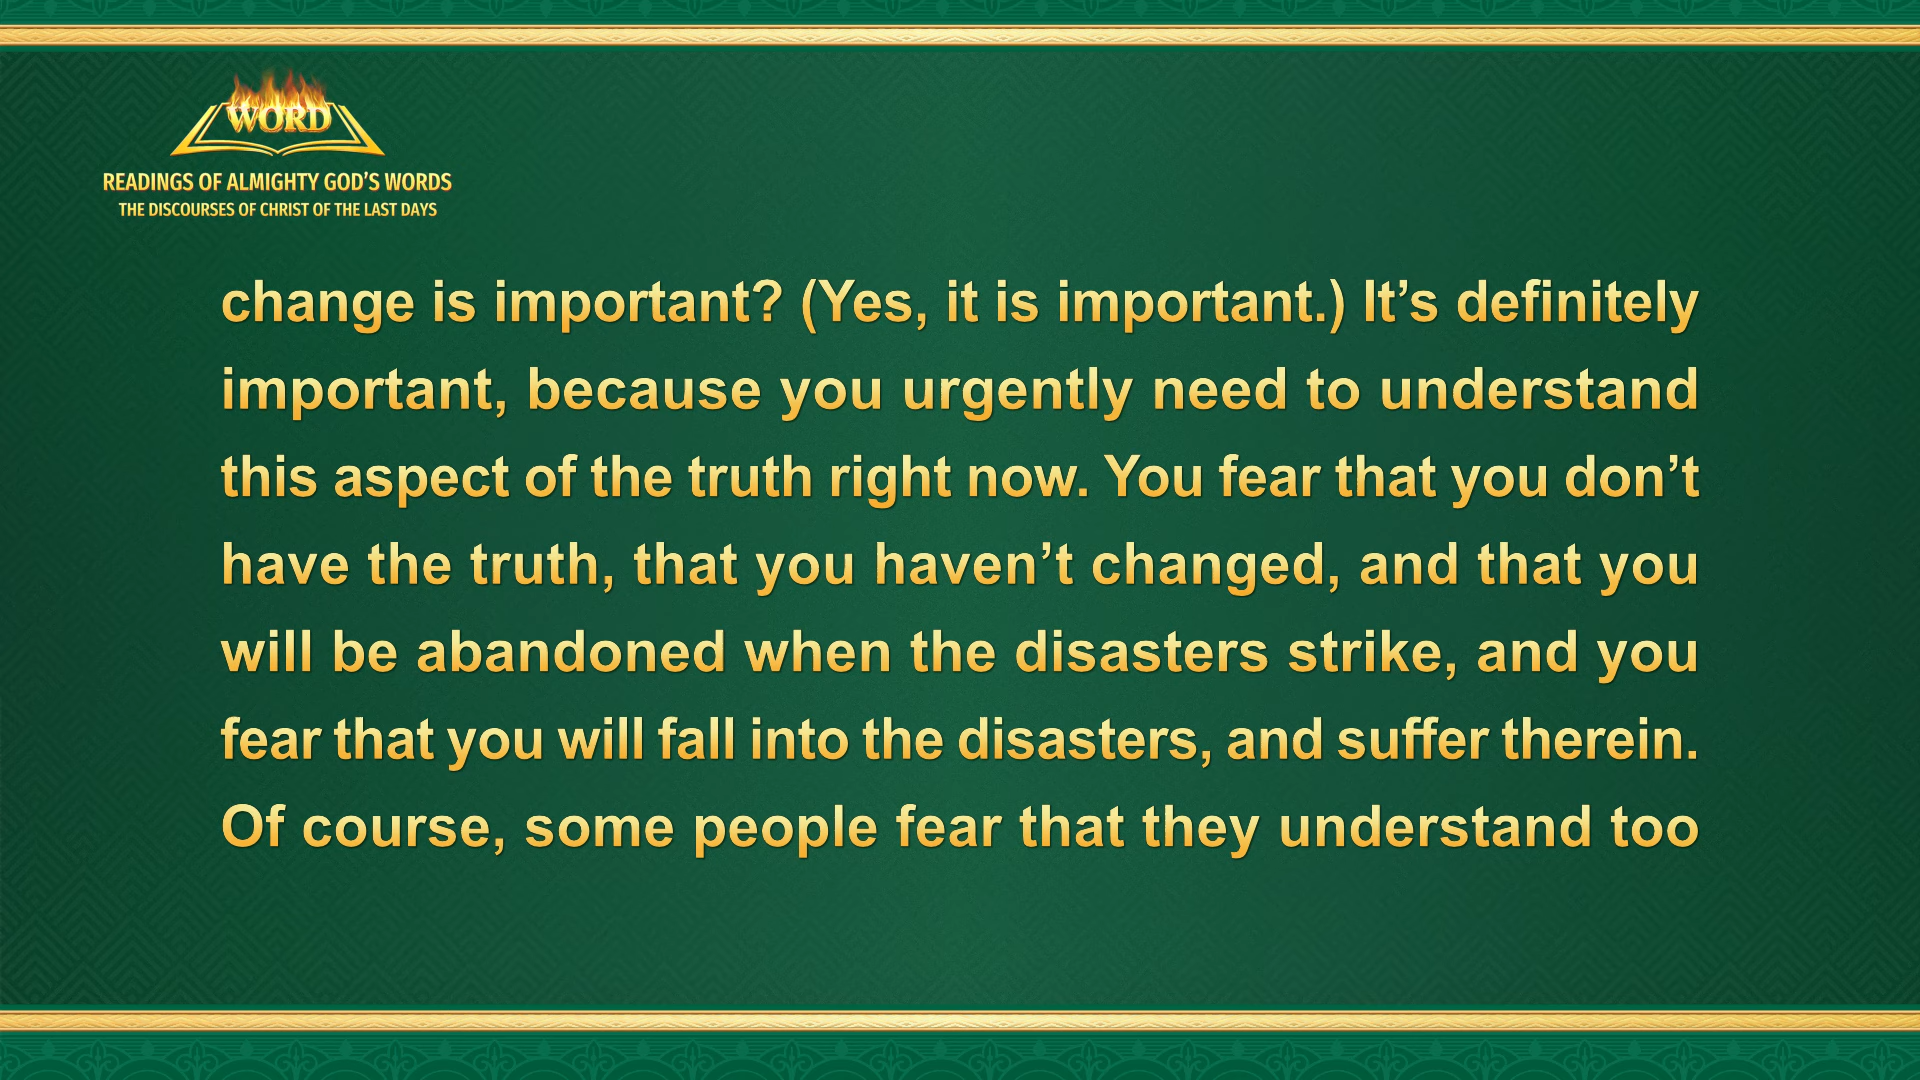 WORD
READINGS OF ALMIGHTY GOD’S WORDS
THE DISCOURSES OF CHRIST OF THE LAST DAYS
change is important? (Yes, it is important.) It’s definitely
important, because you urgently need to understand
this aspect of the truth right now. You fear that you don’t
have the truth, that you haven’t changed, and that you
will be abandoned when the disasters strike, and you
fear that you will fall into the disasters, and suffer therein.
Of course, some people fear that they understand too